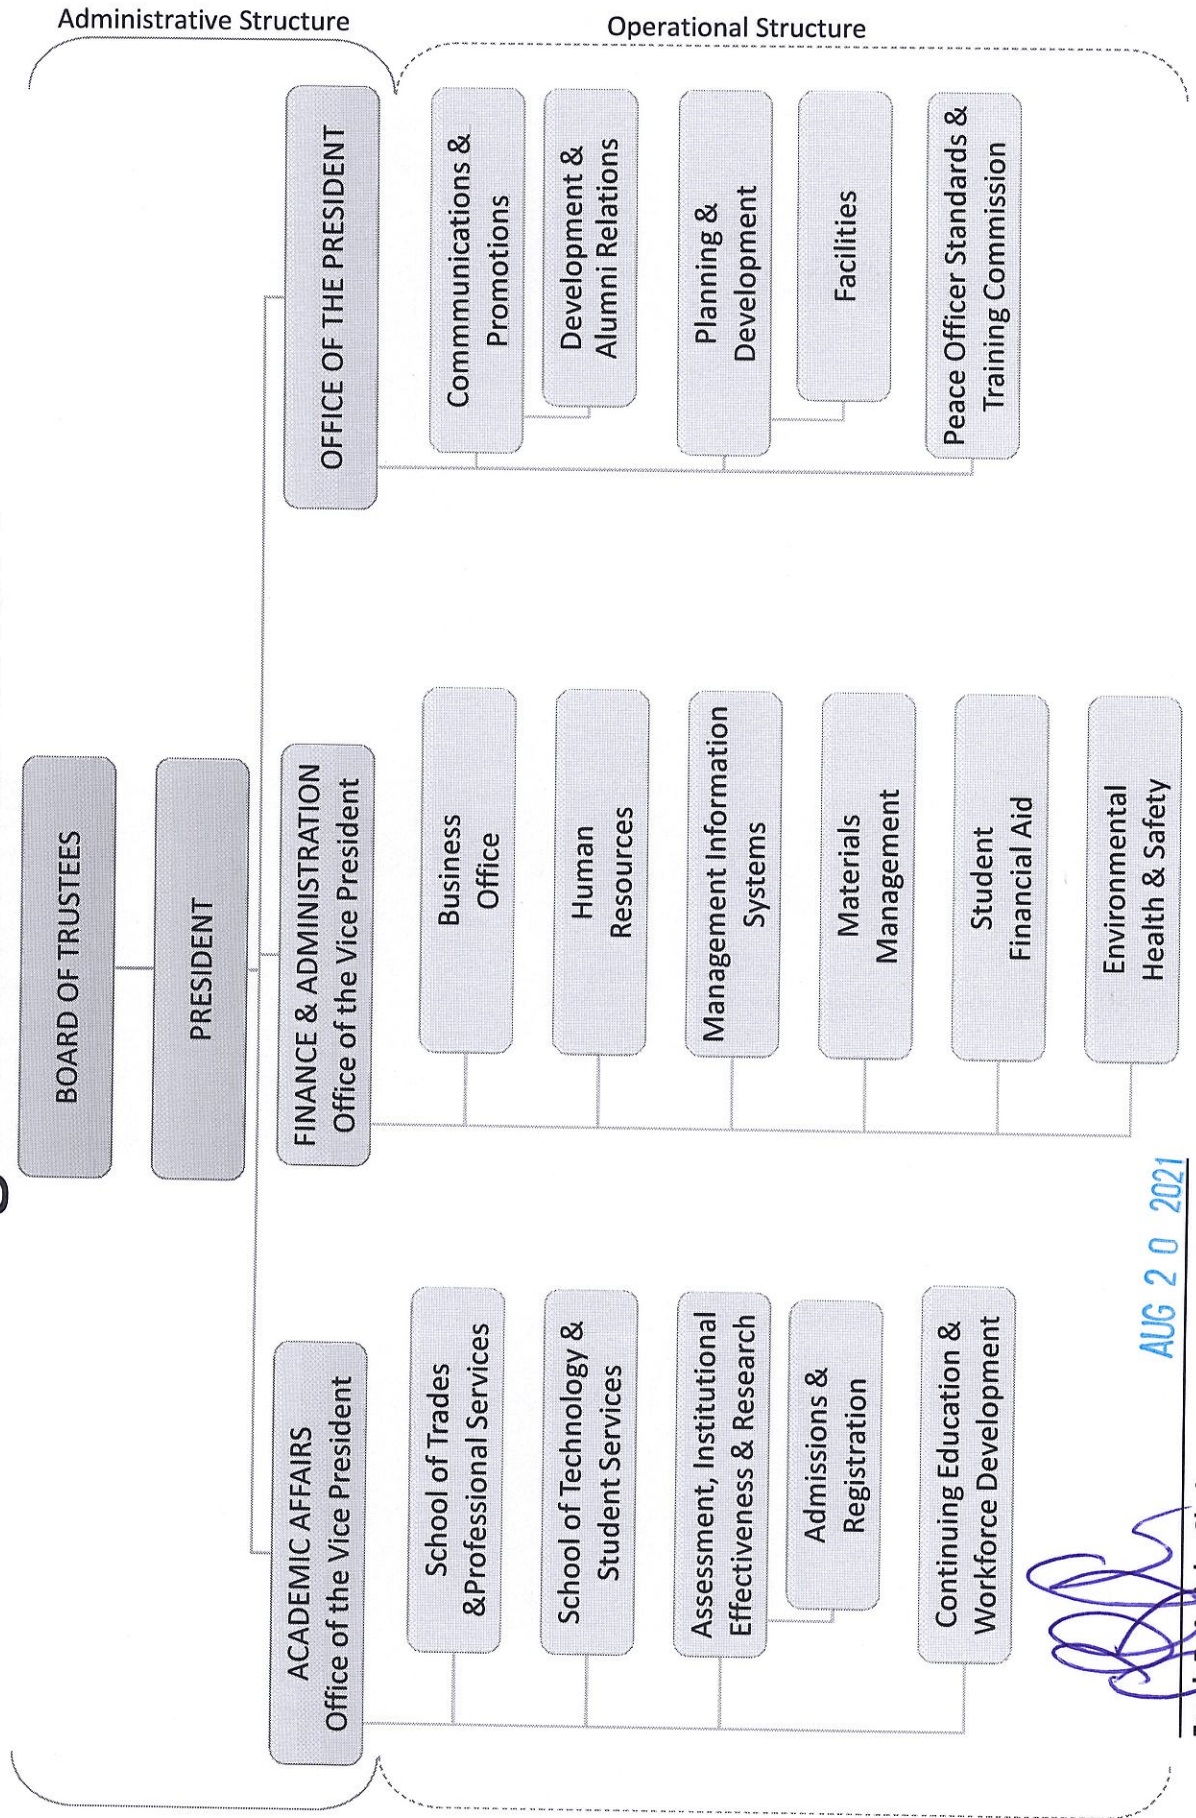 Administrative Structure
Operational Structure
BOARD OF TRUSTEES
PRESIDENT
ACADEMIC AFFAIRS
Office of the Vice President
FINANCE & ADMINISTRATION
Office of the Vice President
OFFICE OF THE PRESIDENT
School of Trades
&Professional Services
School of Technology &
Student Services
Assessment, Institutional
Effectiveness & Research
Admissions &
Registration
Continuing Education &
Workforce Development
Business
Office
Human
Resources
Management Information
Systems
Materials
Management
Student
Financial Aid
Environmental
Health & Safety
Commmunications &
Promotions
Development &
Alumni Relations
Planning &
Development
Facilities
Peace Officer Standards &
Training Commission
AUG 2 0 2021